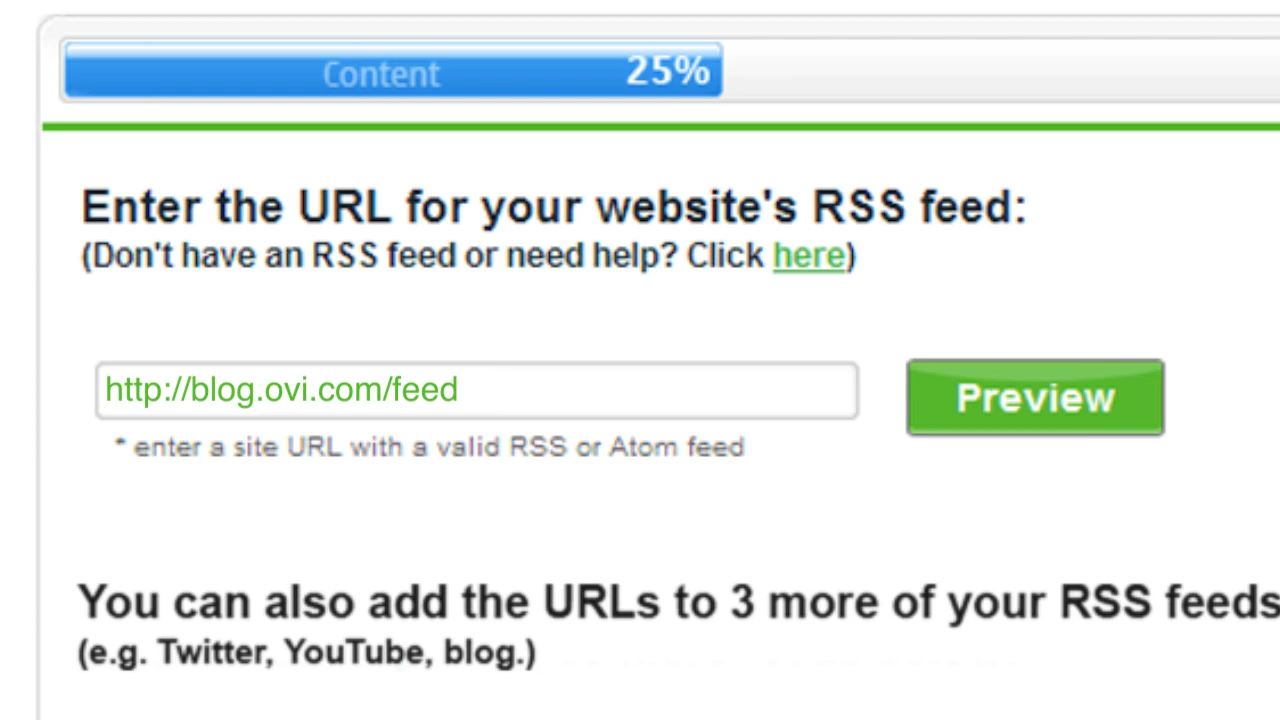 Content 25%
Enter the URL for your website's RSS feed:
(Don't have an RSS feed or need help? Click here)
http://blog.ovi.com/feed
Preview
* enter a site URL with a valid RSS or Atom feed
You can also add the URLs to 3 more of your RSS feeds
(e.g. Twitter, YouTube, blog.)